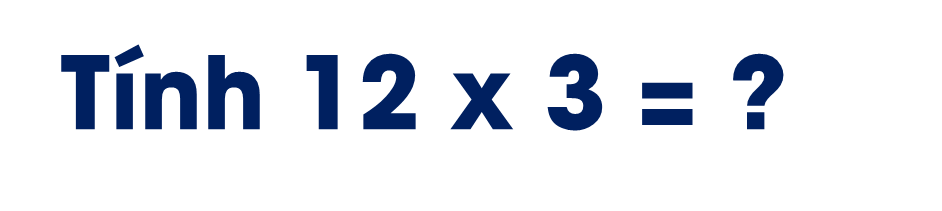 Tính 12 x 3 = ?